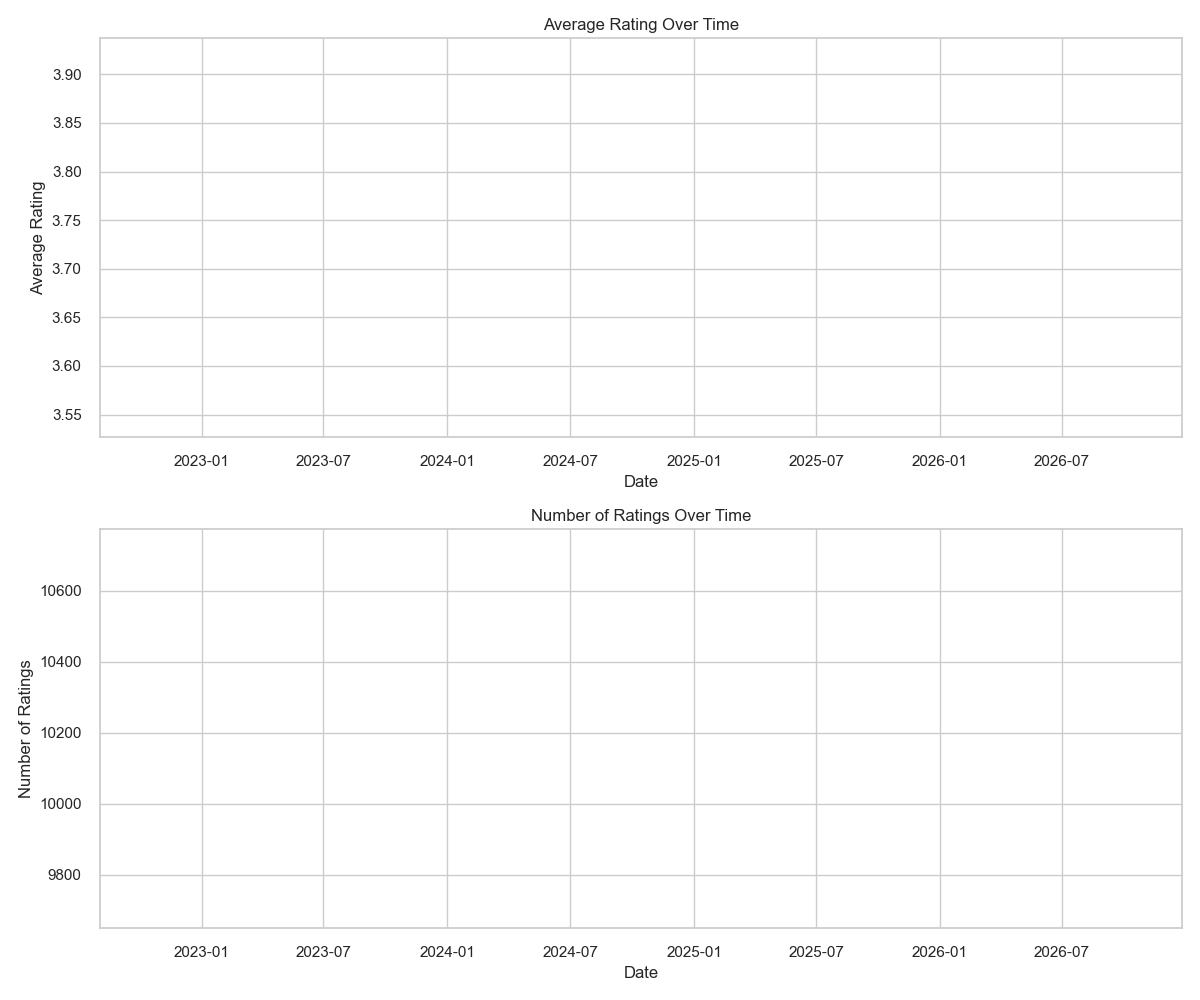 Average Rating Over Time
3.90
3.85
3.80
3.75
3.70
3.65
3.60
3.55
Average Rating
2023-01 2023-07 2024-01 2024-07 2025-01 2025-07 2026-01 2026-07
Date
Number of Ratings Over Time
10600
10400
10200
10000
9800
Number of Ratings
2023-01 2023-07 2024-01 2024-07 2025-01 2025-07 2026-01 2026-07
Date